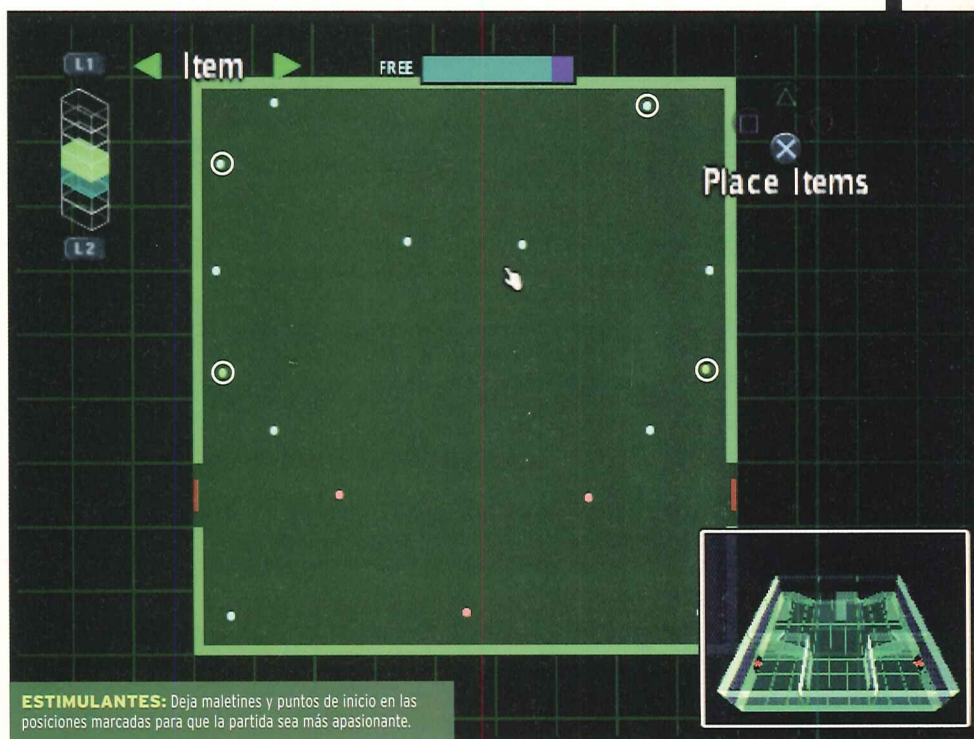 L1
Item
FREE
L2
Place Items
ESTIMULANTES: Deja maletines y puntos de inicio en las
posiciones marcadas para que la partida sea más apasionante.